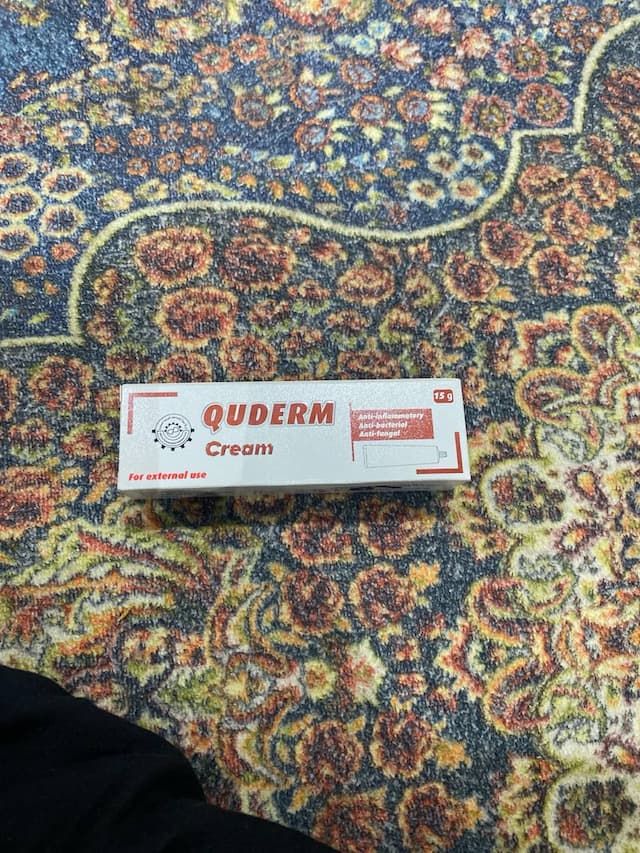 15 g
QUDERM
Cream
Anti-inflammatory
Anti-bacterial
Anti-fungal
For external use